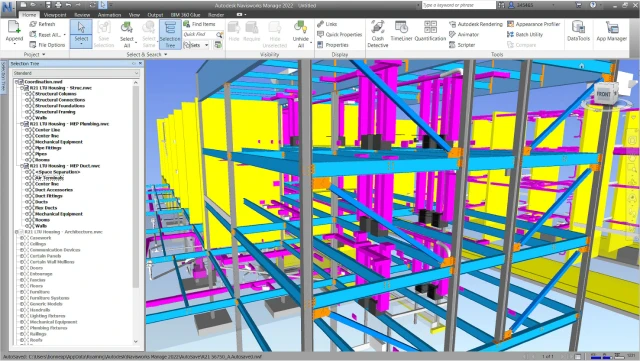 Autodesk Navisworks Manage 2022 Untitled
Type a keyword or phrase
Home Viewpoint Review Animation View Output BIM 360 Glue Render
Append
Refresh
Reset All...
File Options
Project
Select
Save Selection
Select All
Select Same
Selection Tree
Find Items
Quick Find
Sets
Select & Search
Hide
Require
Hide Unselected
Unhide All
Visibility
Links
Quick Properties
Properties
Display
Clash Detective
TimeLiner
Quantification
Autodesk Rendering
Animator
Scripter
Appearance Profiler
Batch Utility
Compare
Tools
DataTools
App Manager
Selection Tree
Standard
Coordination.nwf
R21 LTU Housing - Struc.nwc
Structural Column
Structural Connections
Structural Foundations
Structural Framing
Walls
R21 LTU Housing - MEP Plumbing.nwc
Center Line
Center line
Mechanical Equipment
Pipe Fittings
Pipes
Rooms
R21 LTU Housing - MEP Duct.nwc
<Space Separation>
Air Terminals
Center line
Duct Accessories
Duct Fittings
Ducts
Flex Ducts
Mechanical Equipment
Rooms
Walls
R21 LTU Housing - Architecture.nwc
Casework
Ceilings
Communication Devices
Curtain Panels
Curtain Wall Mullions
Doors
Entourage
Fascias
Floors
Furniture
Furniture Systems
Generic Models
Handrails
Lighting Fixtures
Mechanical Equipment
Plumbing Fixtures
Railings
Roofs
FRONT
1 of 1